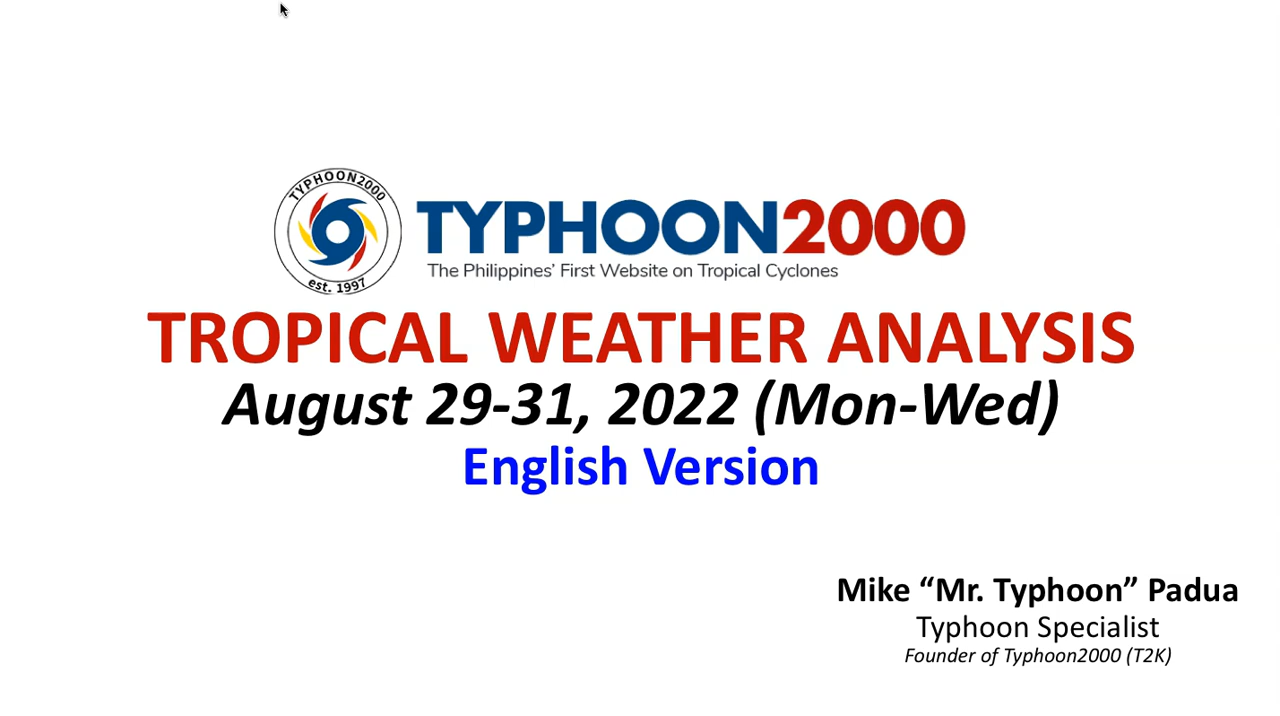 TYPHOON2000
est. 1997
TYPHOON2000
The Philippines' First Website on Tropical Cyclones
TROPICAL WEATHER ANALYSIS
August 29-31, 2022 (Mon-Wed)
English Version
Mike “Mr. Typhoon” Padua
Typhoon Specialist
Founder of Typhoon2000 (T2K)